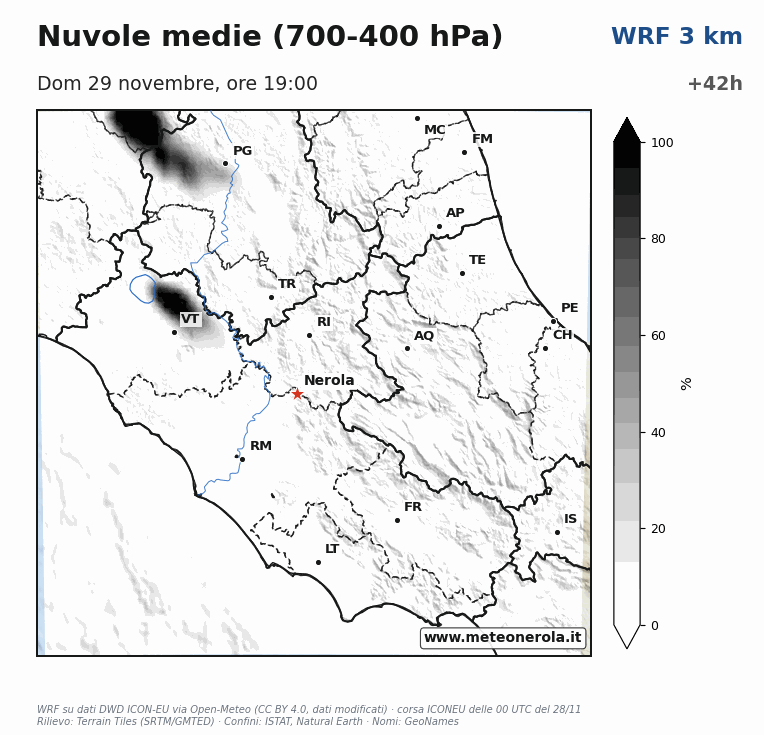 Nuvole medie (700-400 hPa)
WRF 3 km
Dom 29 novembre, ore 19:00
+42h
MC
FM
PG
AP
TE
TR
PE
VT
RI
AQ
CH
Nerola
RM
FR
IS
LT
www.meteonerola.it
100
80
60
40
20
0
%
WRF su dati DWD ICON-EU via Open-Meteo (CC BY 4.0, dati modificati) · corsa ICONEU delle 00 UTC del 28/11
Rilievo: Terrain Tiles (SRTM/GMTED) · Confini: ISTAT, Natural Earth · Nomi: GeoNames